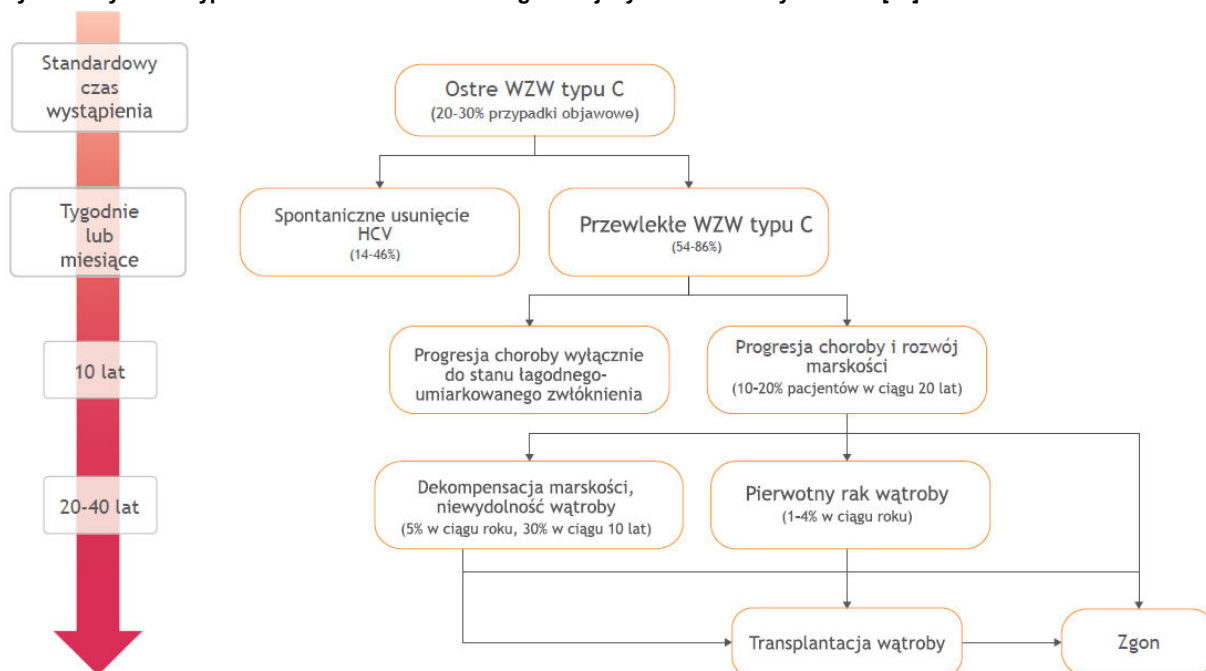 Standardowy
czas
wystąpienia
Ostre WZW typu C
(20-30% przypadki objawowe)
Tygodnie
lub
miesiące
Spontaniczne usunięcie
HCV
(14-46%)
Przewlekłe WZW typu C
(54-86%)
10 lat
Progresja choroby wyłącznie
do stanu łagodnego-
umiarkowanego zwłóknienia
Progresja choroby i rozwój
marskości
(10-20% pacjentów w ciągu 20 lat)
20-40 lat
Dekompensacja marskości,
niewydolność wątroby
(5% w ciągu roku, 30% w ciągu 10 lat)
Pierwotny rak wątroby
(1-4% w ciągu roku)
Transplantacja wątroby
Zgon